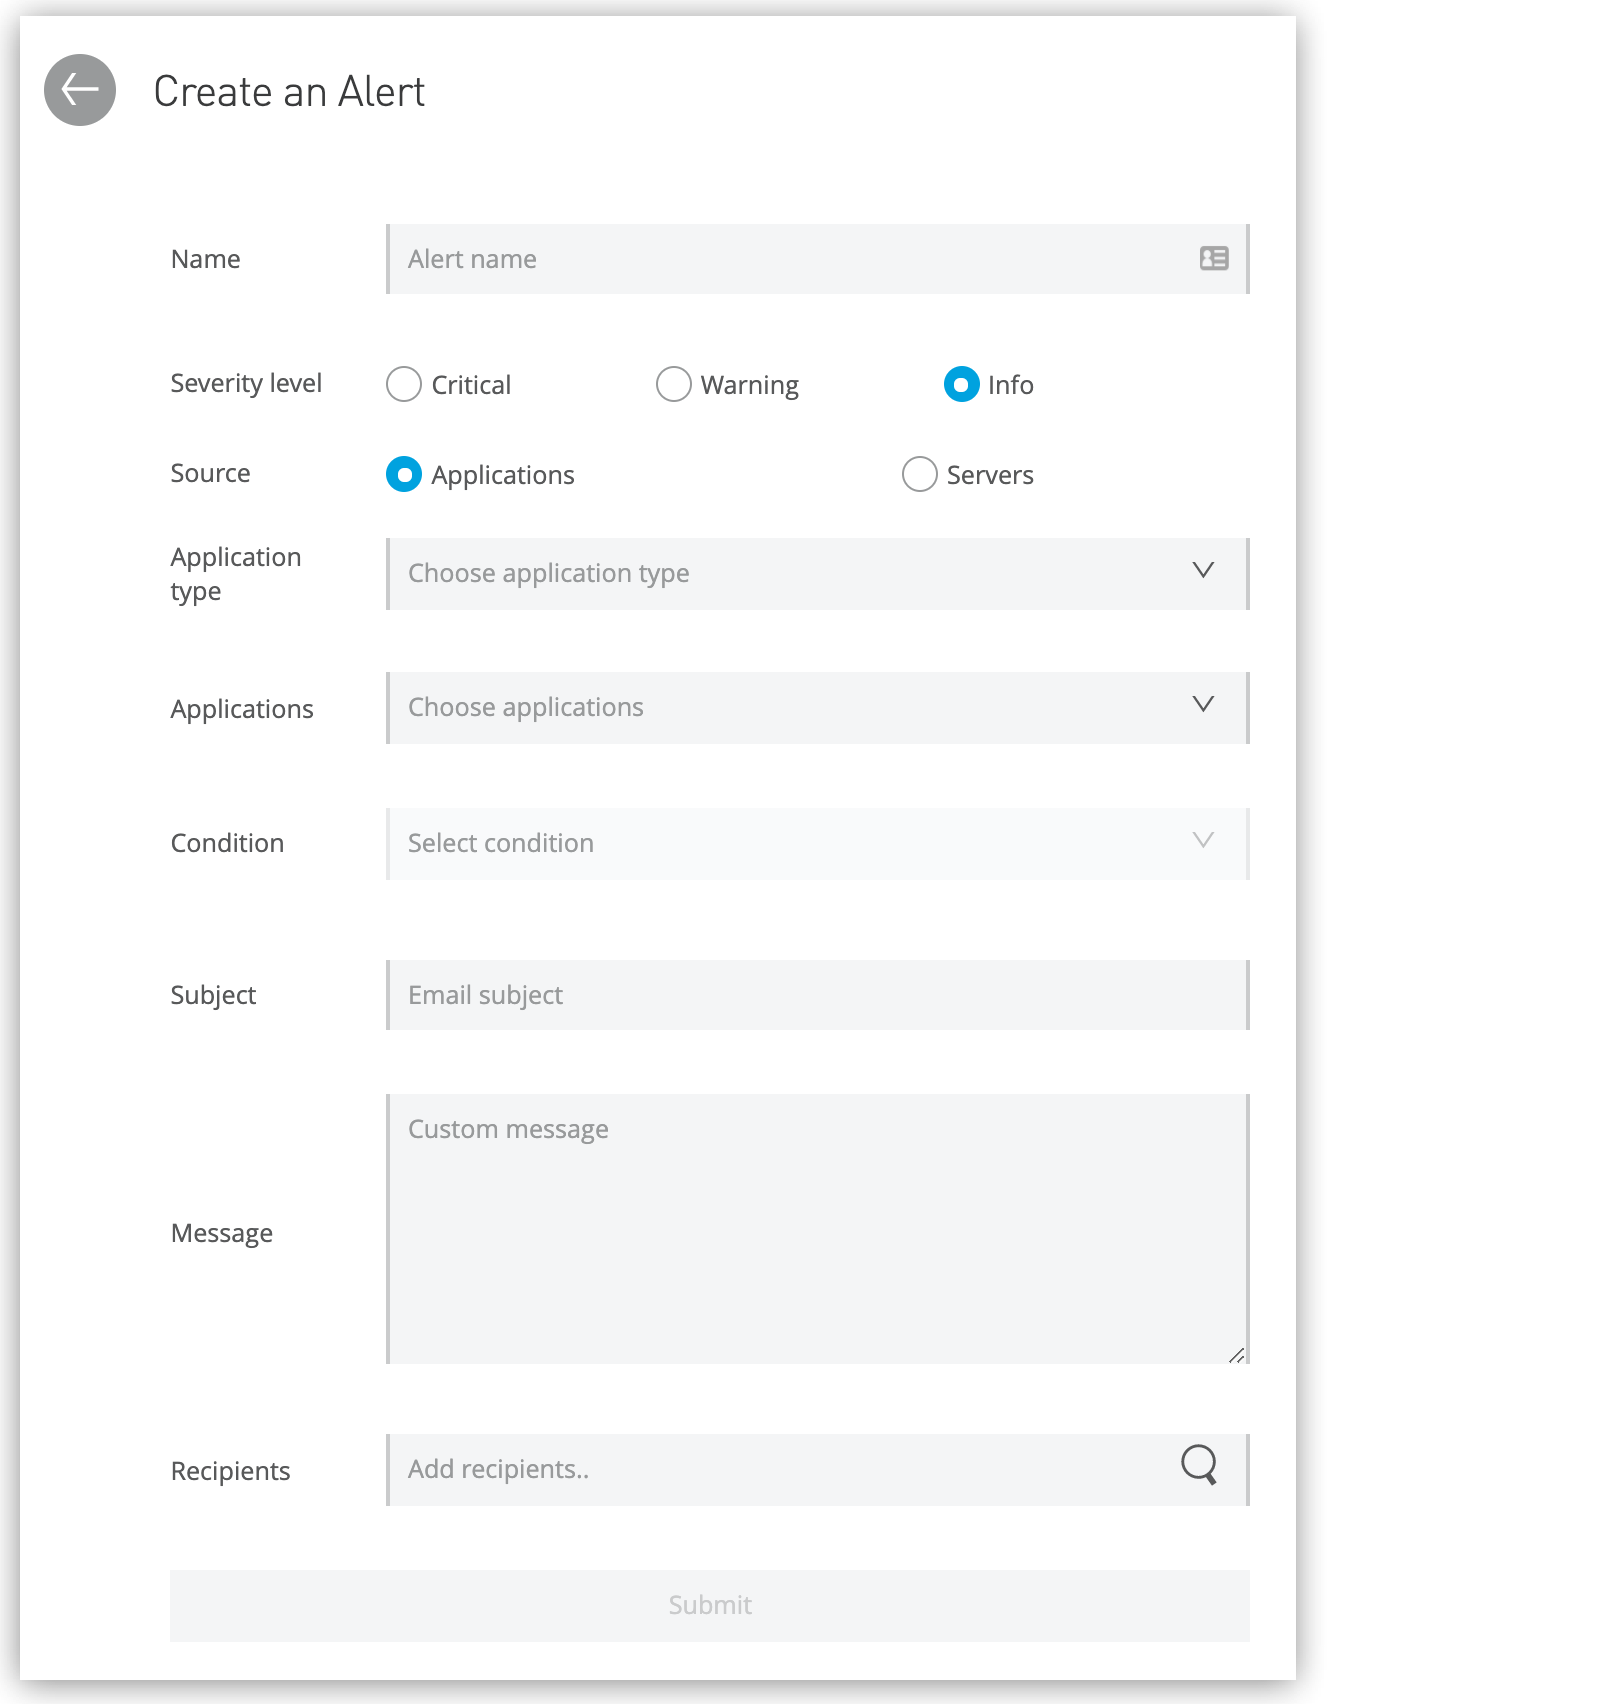 Create an Alert
Name
Alert name
Severity level
Critical
Warning
Info
Source
Applications
Servers
Application
type
Choose application type
Applications
Choose applications
Condition
Select condition
Subject
Email subject
Message
Custom message
Recipients
Add recipients..
Submit